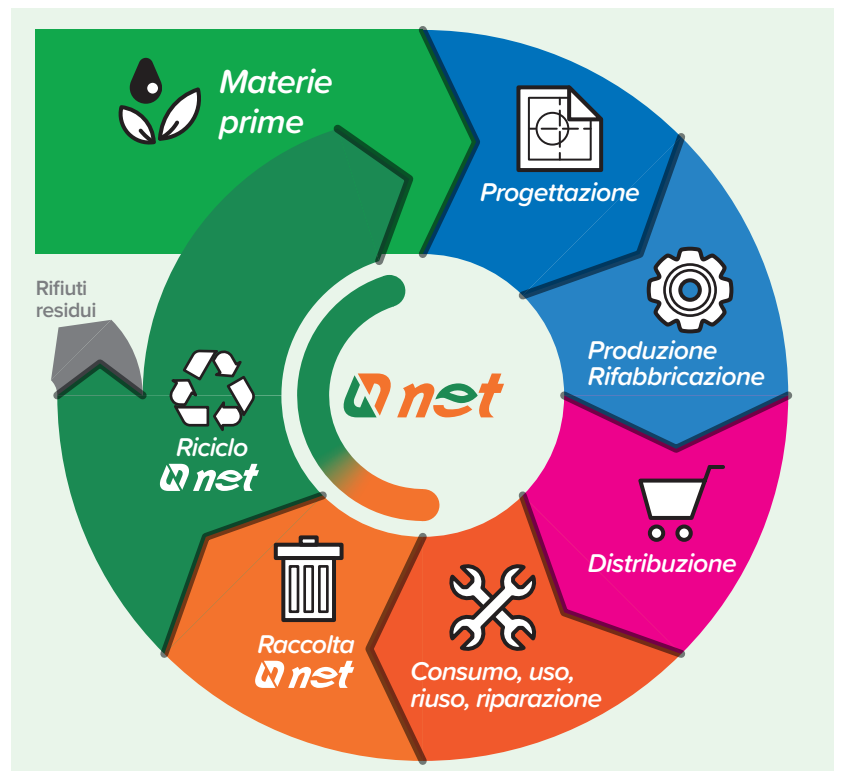 Materie
prime
Progettazione
Produzione
Rifabbricazione
Distribuzione
Consumo, uso,
riuso, riparazione
Raccolta
net
Riciclo
net
Rifiuti
residui
net